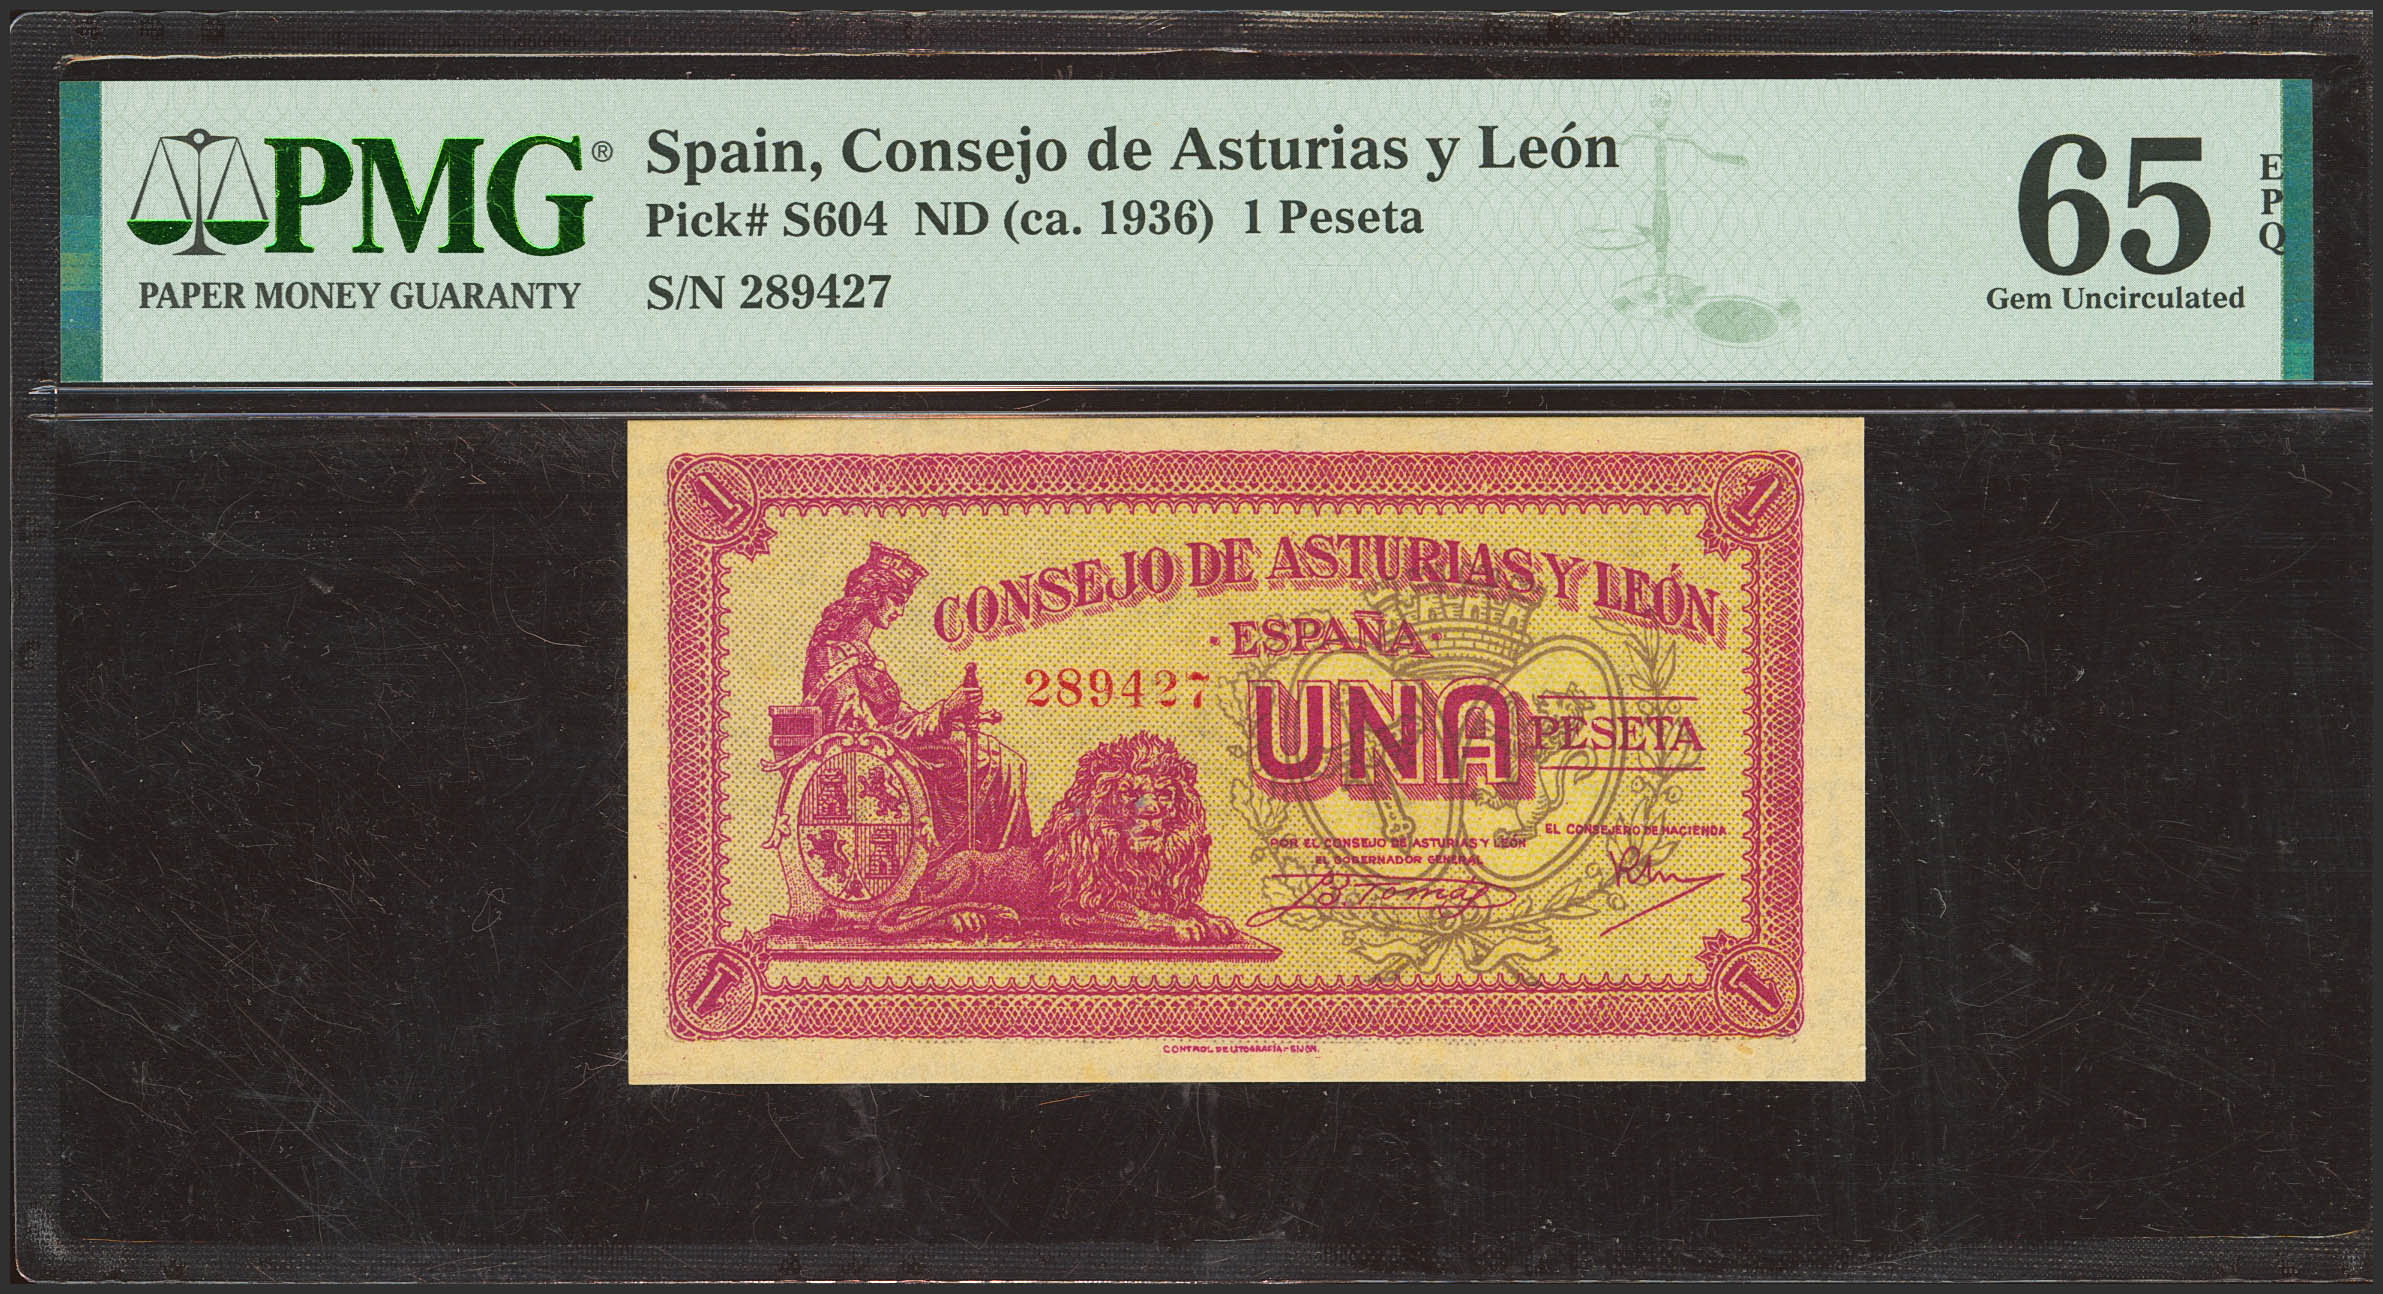 PMG®
PAPER MONEY GUARANTY
Spain, Consejo de Asturias y León
Pick# S604 ND (ca. 1936) 1 Peseta
S/N 289427
65
EPQ
Gem Uncirculated
1
1
CONSEJO DE ASTURIAS Y LEÓN
·ESPAÑA·
289427
UNA PESETA
POR EL CONSEJO DE ASTURIAS Y LEÓN
EL GOBERNADOR GENERAL
EL CONSEJERO DE HACIENDA
B. Tomás
1
1
CONTROL DE LITOGRAFÍA.-GIJÓN.